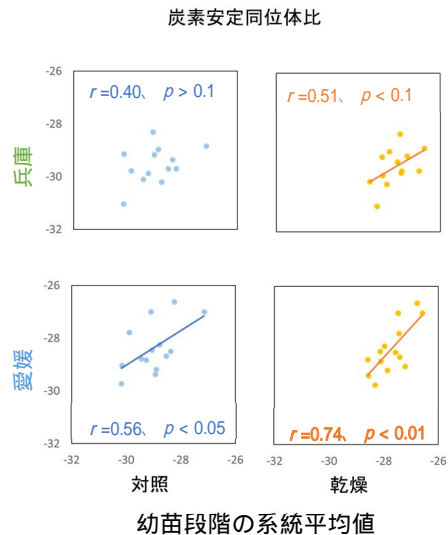 炭素安定同位体比
-26
r=0.40、 p > 0.1
r=0.51、 p < 0.1
-28
兵庫
-30
-32
-26
-28
愛媛
-30
r=0.56、 p < 0.05
r=0.74、 p < 0.01
-32
-32 -30 -28 -26 -32 -30 -28 -26
対照 乾燥
幼苗段階の系統平均値